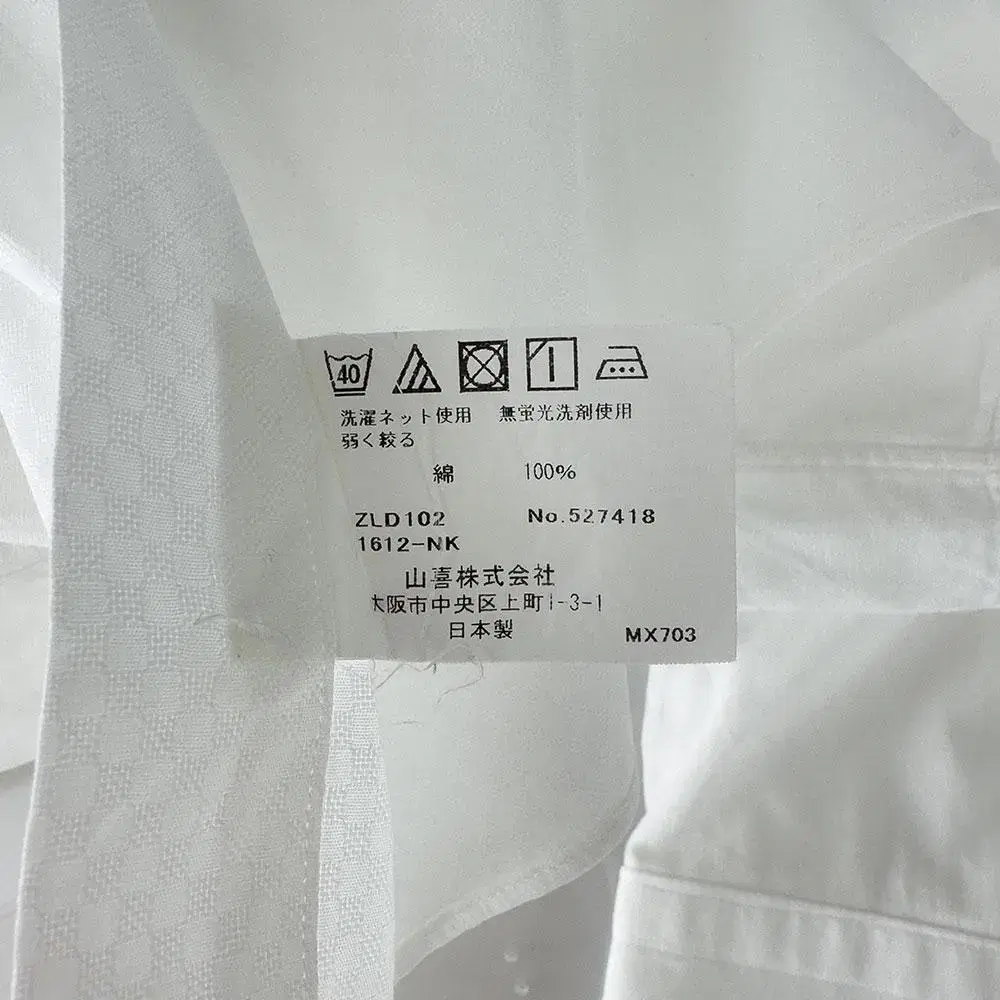 40
洗濯ネット使用 無蛍光洗剤使用
弱く絞る
綿 100%
ZLD102 No.527418
1612-NK
山喜株式会社
大阪市中央区上町1-3-1
日本製 MX703